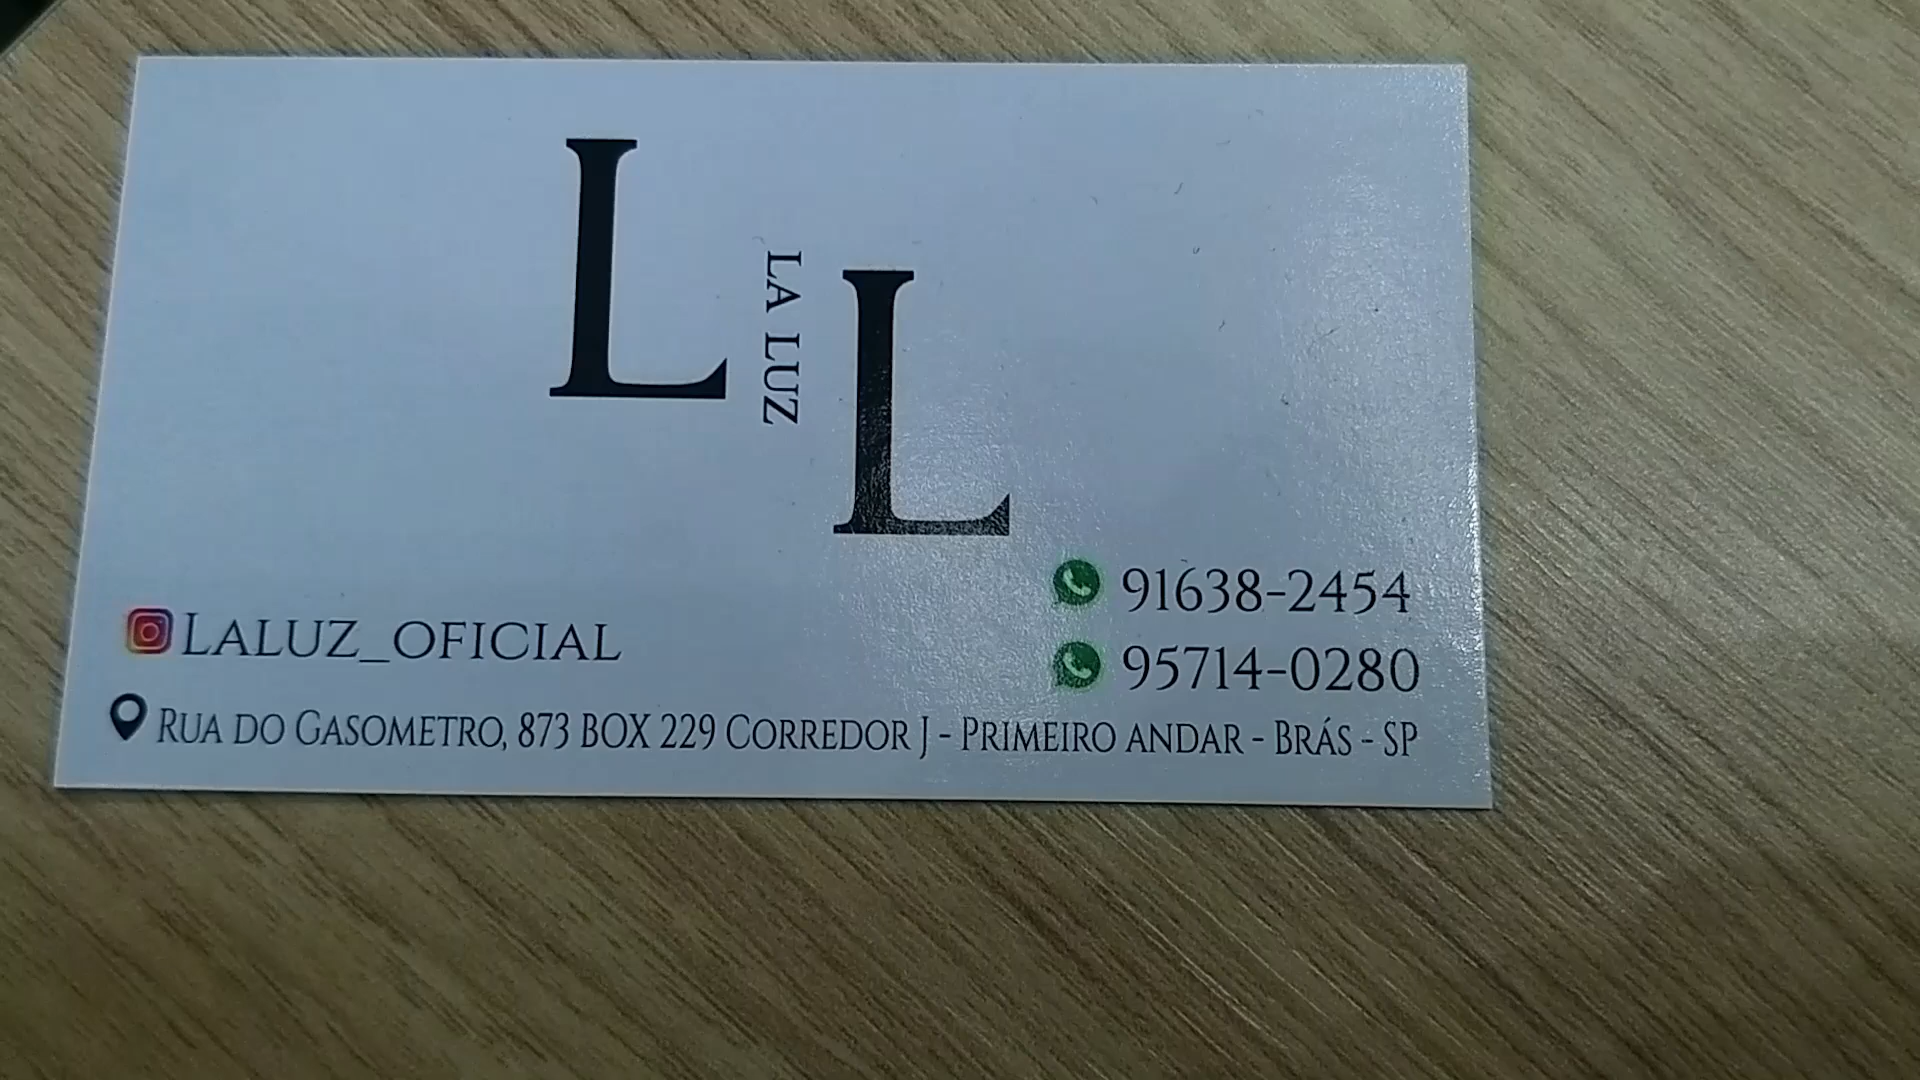 L
LA LUZ
L
91638-2454
LALUZ_OFICIAL
95714-0280
RUA DO GASOMETRO, 873 BOX 229 CORREDOR J - PRIMEIRO ANDAR - BRÁS - SP